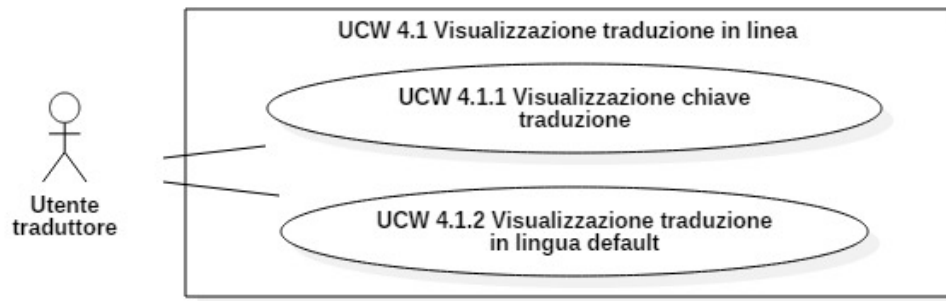 UCW 4.1 Visualizzazione traduzione in linea
UCW 4.1.1 Visualizzazione chiave
traduzione
Utente
traduttore
UCW 4.1.2 Visualizzazione traduzione
in lingua default